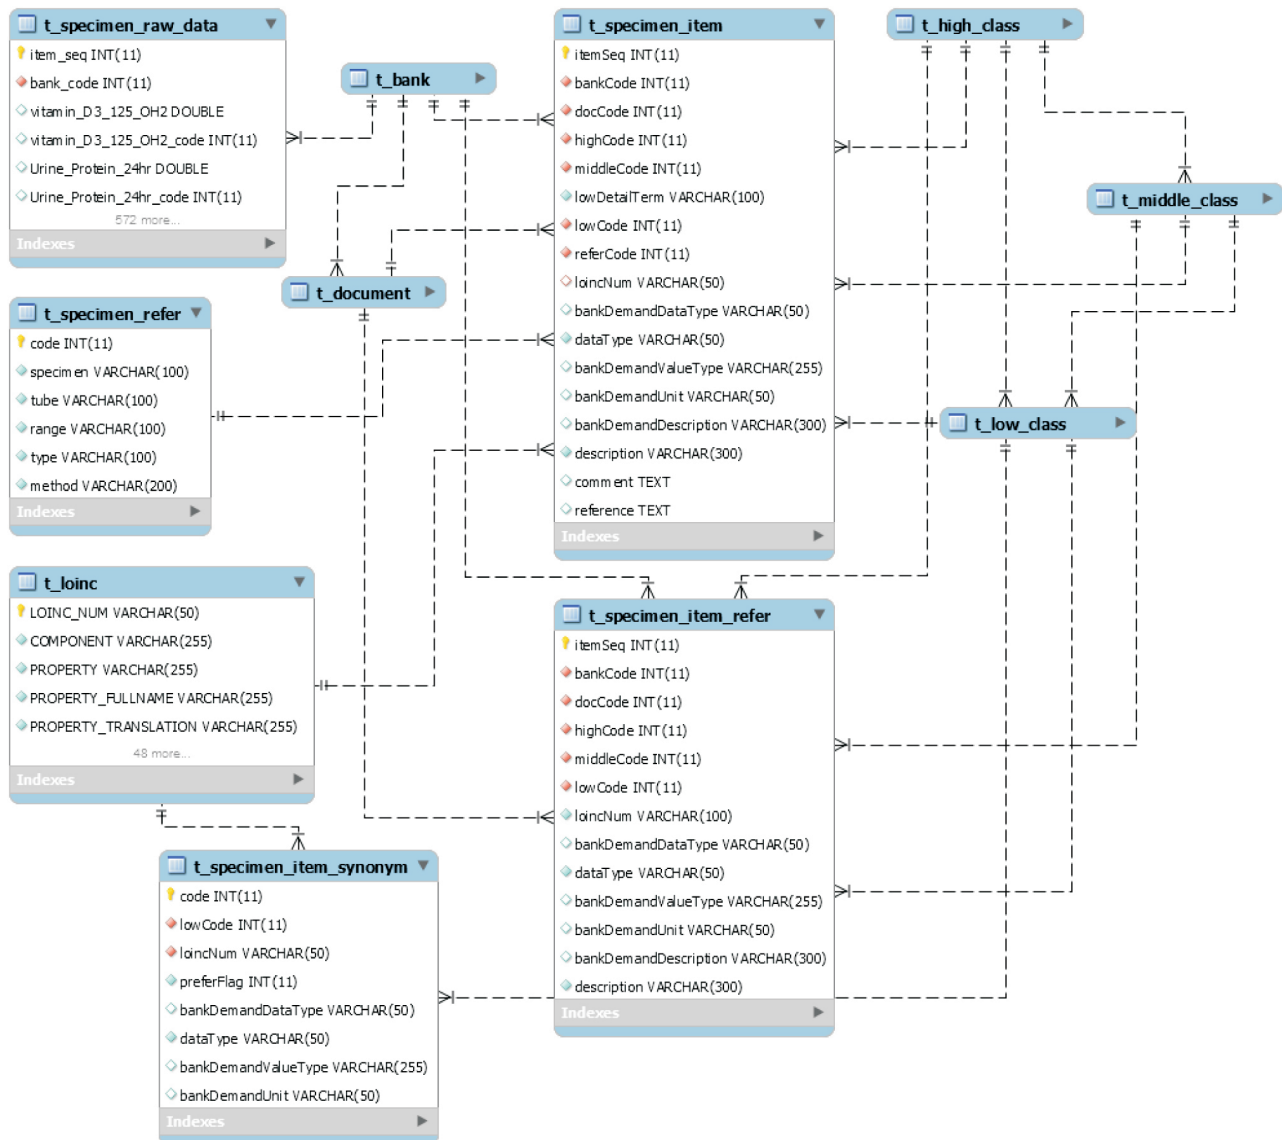 t_specimen_raw_data
item_seq INT(11)
bank_code INT(11)
vitamin_D3_125_OH2 DOUBLE
vitamin_D3_125_OH2_code INT(11)
Urine_Protein_24hr DOUBLE
Urine_Protein_24hr_code INT(11)
572 more...
Indexes
t_bank
t_document
t_specimen_refer
code INT(11)
specimen VARCHAR(100)
tube VARCHAR(100)
range VARCHAR(100)
type VARCHAR(100)
method VARCHAR(200)
Indexes
t_loinc
LOINC_NUM VARCHAR(50)
COMPONENT VARCHAR(255)
PROPERTY VARCHAR(255)
PROPERTY_FULLNAME VARCHAR(255)
PROPERTY_TRANSLATION VARCHAR(255)
48 more...
Indexes
t_specimen_item_synonym
code INT(11)
lowCode INT(11)
loincNum VARCHAR(50)
preferFlag INT(11)
bankDemandDataType VARCHAR(50)
dataType VARCHAR(50)
bankDemandValueType VARCHAR(255)
bankDemandUnit VARCHAR(50)
Indexes
t_specimen_item
itemSeq INT(11)
bankCode INT(11)
docCode INT(11)
highCode INT(11)
middleCode INT(11)
lowDetailTerm VARCHAR(100)
lowCode INT(11)
referCode INT(11)
loincNum VARCHAR(50)
bankDemandDataType VARCHAR(50)
dataType VARCHAR(50)
bankDemandValueType VARCHAR(255)
bankDemandUnit VARCHAR(50)
bankDemandDescription VARCHAR(300)
description VARCHAR(300)
comment TEXT
reference TEXT
Indexes
t_specimen_item_refer
itemSeq INT(11)
bankCode INT(11)
docCode INT(11)
highCode INT(11)
middleCode INT(11)
lowCode INT(11)
loincNum VARCHAR(100)
bankDemandDataType VARCHAR(50)
dataType VARCHAR(50)
bankDemandValueType VARCHAR(255)
bankDemandUnit VARCHAR(50)
bankDemandDescription VARCHAR(300)
description VARCHAR(300)
Indexes
t_high_class
t_middle_class
t_low_class